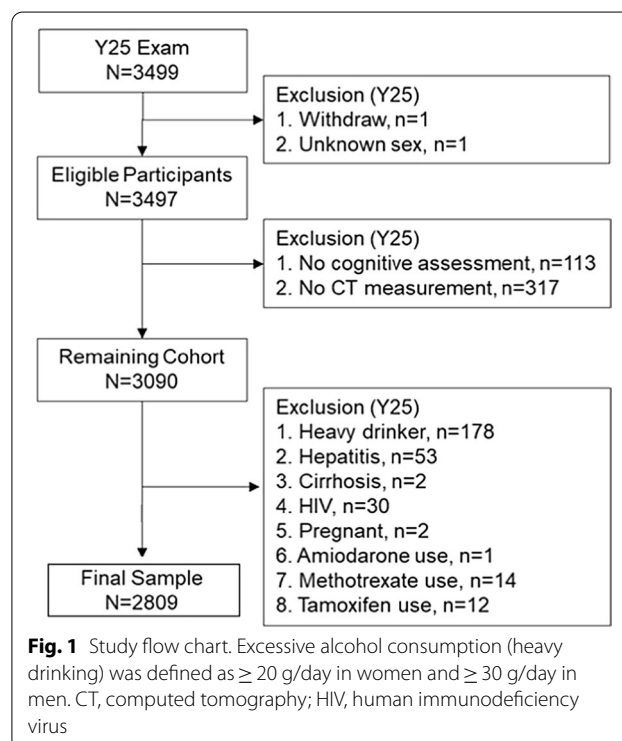 Y25 Exam
N=3499
Exclusion (Y25)
1. Withdraw, n=1
2. Unknown sex, n=1
Eligible Participants
N=3497
Exclusion (Y25)
1. No cognitive assessment, n=113
2. No CT measurement, n=317
Remaining Cohort
N=3090
Exclusion (Y25)
1. Heavy drinker, n=178
2. Hepatitis, n=53
3. Cirrhosis, n=2
4. HIV, n=30
5. Pregnant, n=2
6. Amiodarone use, n=1
7. Methotrexate use, n=14
8. Tamoxifen use, n=12
Final Sample
N=2809
Fig. 1 Study flow chart. Excessive alcohol consumption (heavy
drinking) was defined as ≥ 20 g/day in women and ≥ 30 g/day in
men. CT, computed tomography; HIV, human immunodeficiency
virus